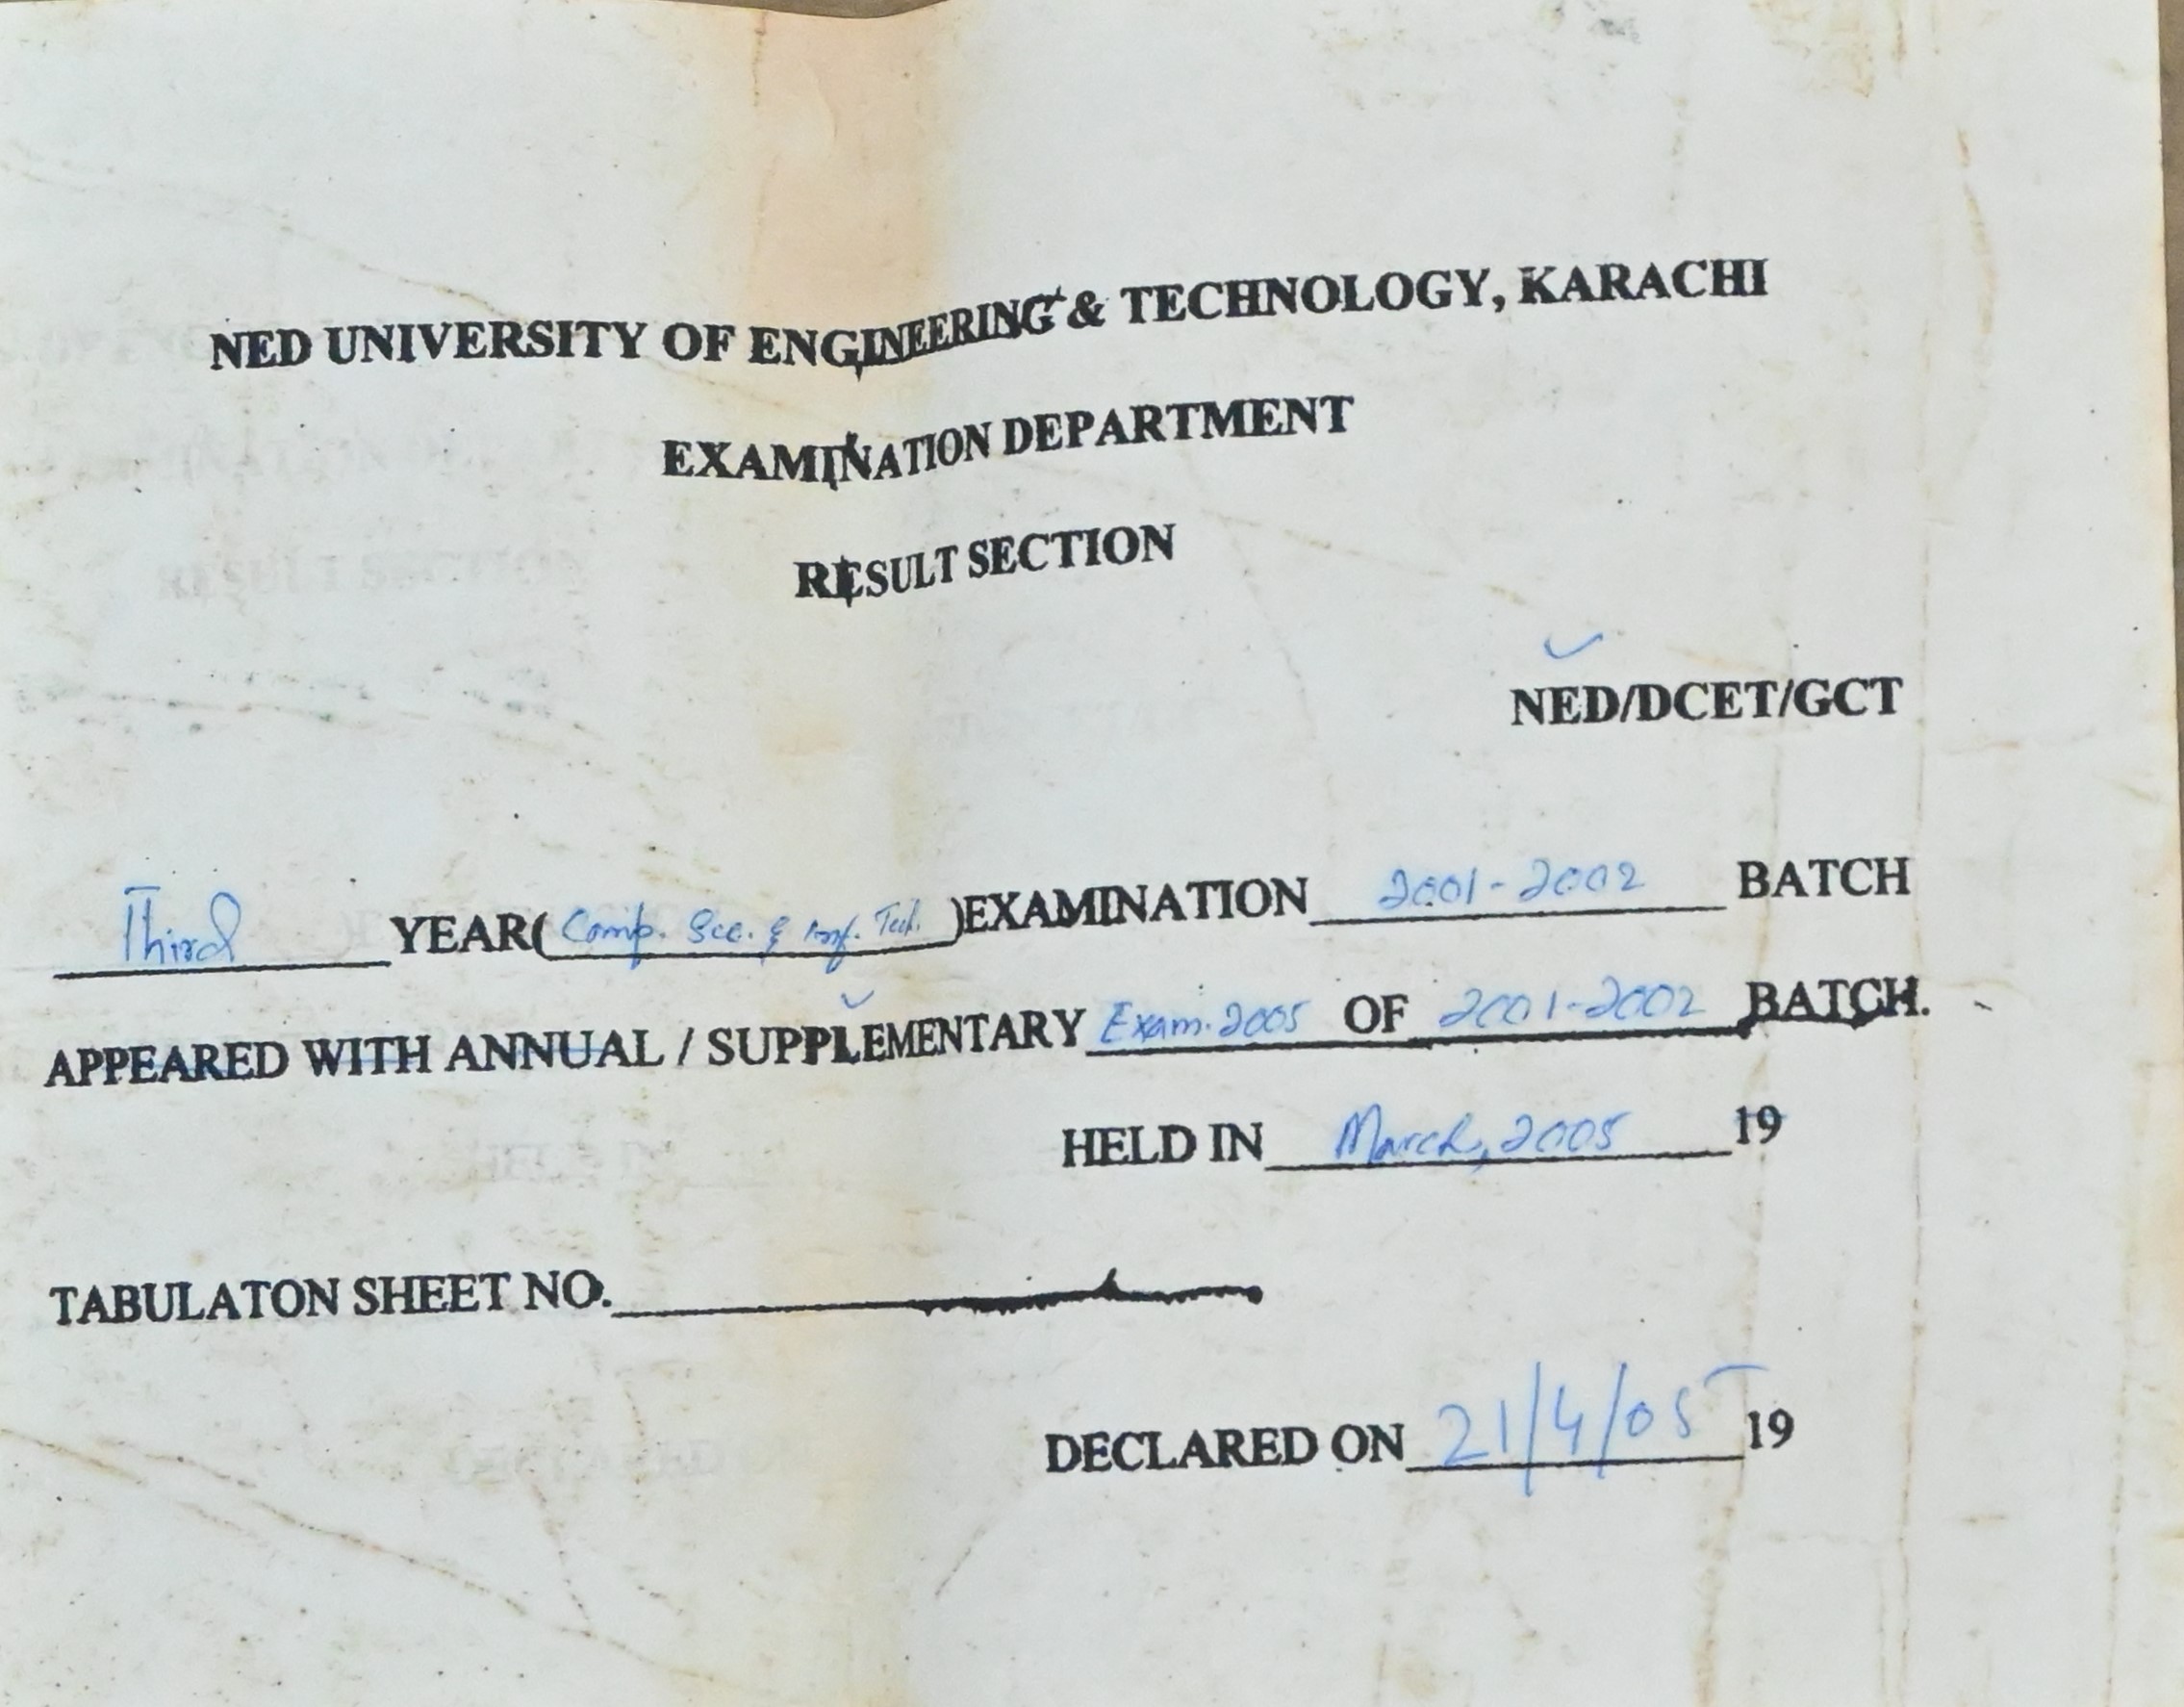 NED UNIVERSITY OF ENGINEERING & TECHNOLOGY, KARACHI
EXAMINATION DEPARTMENT
RESULT SECTION
NED/DCET/GCT
Third YEAR( Comp. Sce. & Inf. Tech. )EXAMINATION 2001-2002 BATCH
APPEARED WITH ANNUAL / SUPPLEMENTARY Exam. 2005 OF 2001-2002 BATCH.
HELD IN March, 2005 19
TABULATON SHEET NO.
DECLARED ON 21/4/05 19